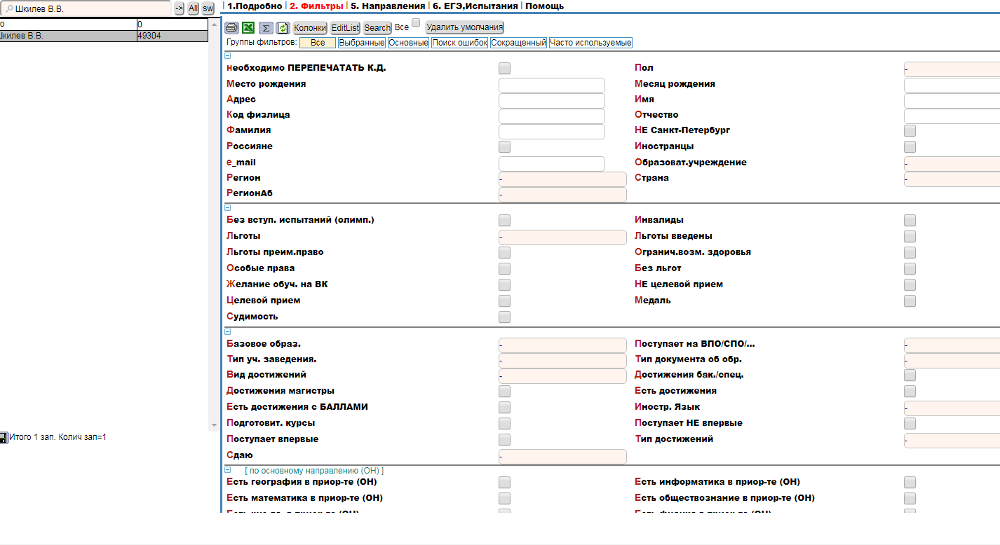 Шкилев В.В. -> All sw
1.Подробно 2. Фильтры 5. Направления 6. ЕГЭ,Испытания Помощь
о 0
Шкилев В.В. 49304
Итого 1 зап. Колич зап=1
Σ Колонки EditList Search Все Удалить умолчания
Группы фильтров: Все Выбранные Основные Поиск ошибок Сокращенный Часто используемые
необходимо ПЕРЕПЕЧАТАТЬ К.Д. Пол -
Место рождения Месяц рождения
Адрес Имя
Код физлица Отчество
Фамилия НЕ Санкт-Петербург
Россияне Иностранцы
e_mail Образоват.учреждение -
Регион - Страна -
РегионАб -
Без вступ. испытаний (олимп.) Инвалиды
Льготы - Льготы введены
Льготы преим.право Огранич.возм. здоровья
Особые права Без льгот
Желание обуч. на ВК НЕ целевой прием
Целевой прием Медаль
Судимость
Базовое образ. - Поступает на ВПО/СПО/... -
Тип уч. заведения. - Тип документа об обр. -
Вид достижений - Достижения бак./спец.
Достижения магистры Есть достижения
Есть достижения с БАЛЛАМИ Иностр. Язык -
Подготовит. курсы Поступает НЕ впервые
Поступает впервые Тип достижений -
Сдаю -
[ по основному направлению (ОН) ]
Есть география в приор-те (ОН) Есть информатика в приор-те (ОН)
Есть математика в приор-те (ОН) Есть обществознание в приор-те (ОН)